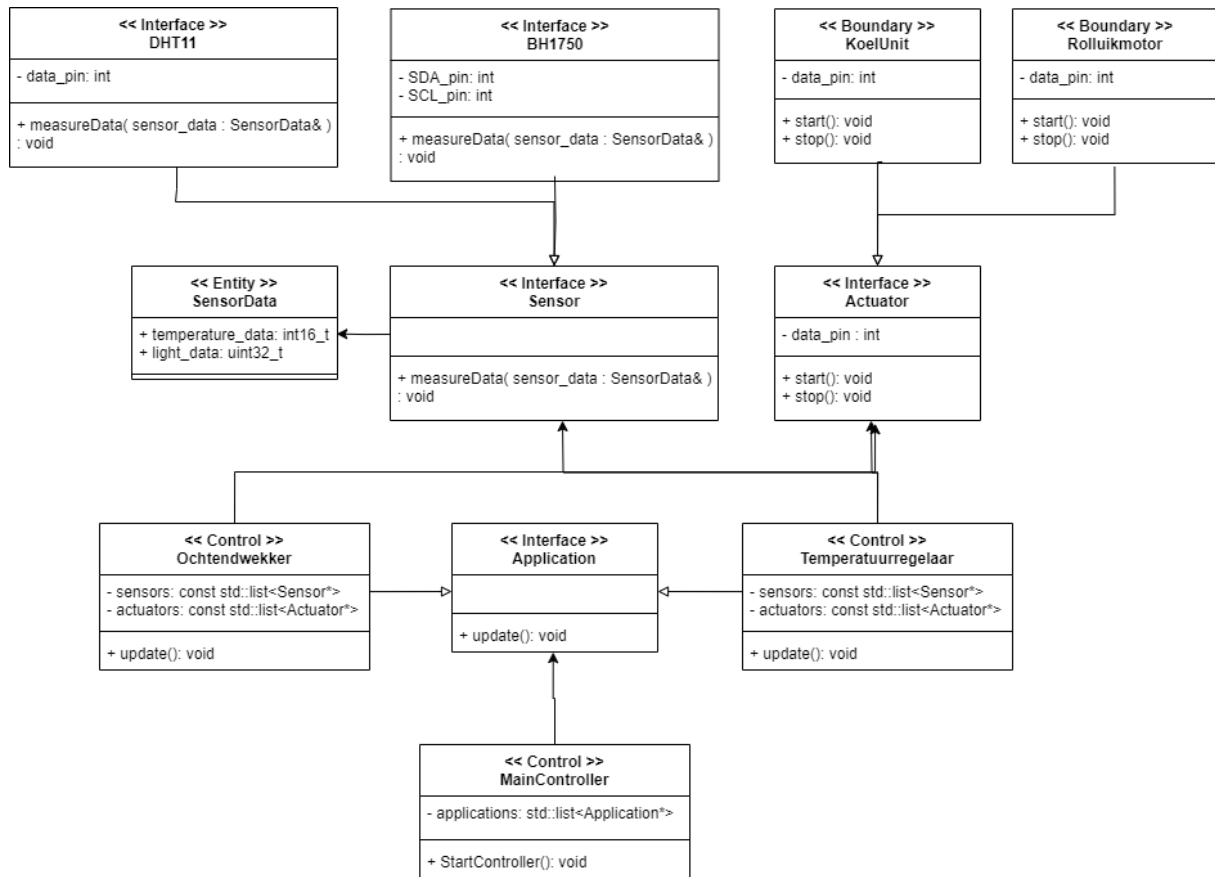 << Interface >>
DHT11
- data_pin: int
+ measureData( sensor_data : SensorData& )
: void
<< Interface >>
BH1750
- SDA_pin: int
- SCL_pin: int
+ measureData( sensor_data : SensorData& )
: void
<< Boundary >>
KoelUnit
- data_pin: int
+ start(): void
+ stop(): void
<< Boundary >>
Rolluikmotor
- data_pin: int
+ start(): void
+ stop(): void
<< Entity >>
SensorData
+ temperature_data: int16_t
+ light_data: uint32_t
<< Interface >>
Sensor
+ measureData( sensor_data : SensorData& )
: void
<< Interface >>
Actuator
- data_pin : int
+ start(): void
+ stop(): void
<< Control >>
Ochtendwekker
- sensors: const std::list<Sensor*>
- actuators: const std::list<Actuator*>
+ update(): void
<< Interface >>
Application
+ update(): void
<< Control >>
Temperatuurregelaar
- sensors: const std::list<Sensor*>
- actuators: const std::list<Actuator*>
+ update(): void
<< Control >>
MainController
- applications: std::list<Application*>
+ StartController(): void